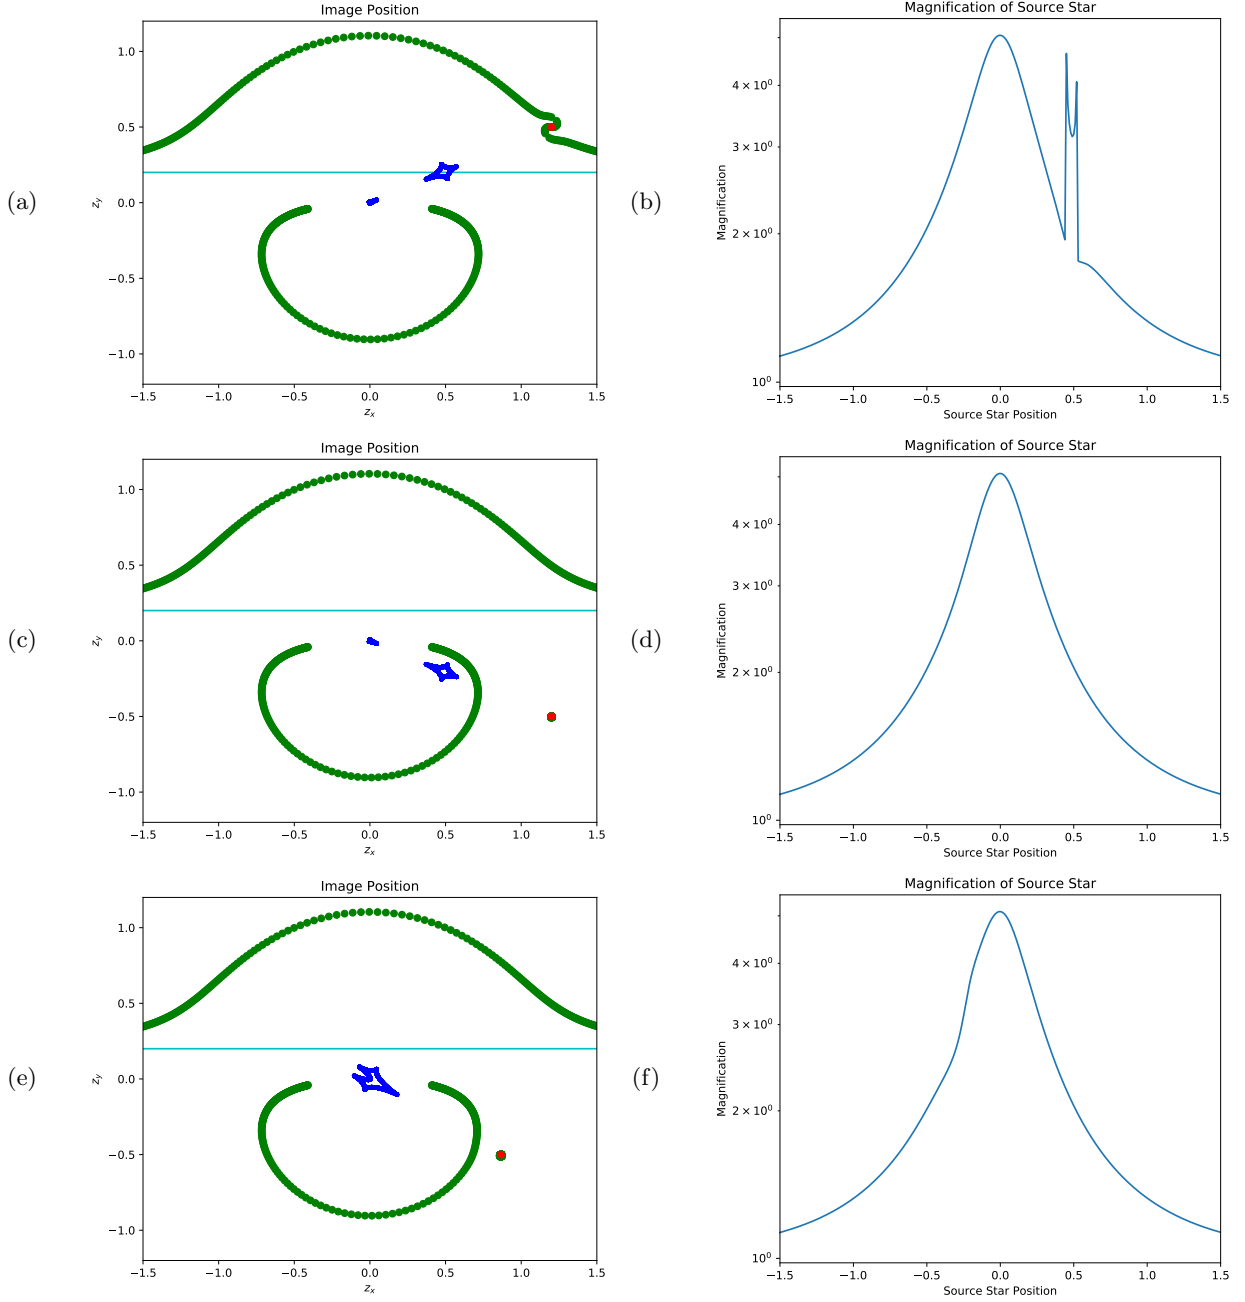 Image Position
1.0
0.5
0.0
−0.5
−1.0
z_y
−1.5 −1.0 −0.5 0.0 0.5 1.0 1.5
z_x
(a)
Magnification of Source Star
4 × 10⁰
3 × 10⁰
2 × 10⁰
10⁰
Magnification
−1.5 −1.0 −0.5 0.0 0.5 1.0 1.5
Source Star Position
(b)
Image Position
1.0
0.5
0.0
−0.5
−1.0
z_y
−1.5 −1.0 −0.5 0.0 0.5 1.0 1.5
z_x
(c)
Magnification of Source Star
4 × 10⁰
3 × 10⁰
2 × 10⁰
10⁰
Magnification
−1.5 −1.0 −0.5 0.0 0.5 1.0 1.5
Source Star Position
(d)
Image Position
1.0
0.5
0.0
−0.5
−1.0
z_y
−1.5 −1.0 −0.5 0.0 0.5 1.0 1.5
z_x
(e)
Magnification of Source Star
4 × 10⁰
3 × 10⁰
2 × 10⁰
10⁰
Magnification
−1.5 −1.0 −0.5 0.0 0.5 1.0 1.5
Source Star Position
(f)